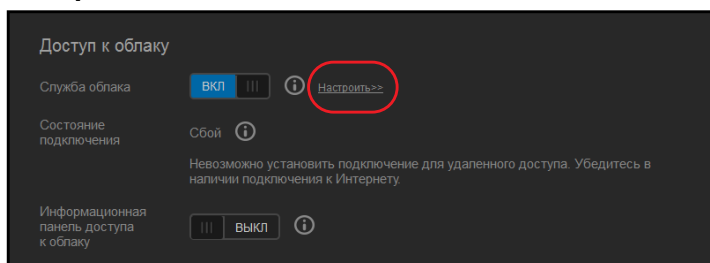 Доступ к облаку
Служба облака ВКЛ Настроить>>
Состояние
подключения Сбой
Невозможно установить подключение для удаленного доступа. Убедитесь в
наличии подключения к Интернету.
Информационная
панель доступа
к облаку ВЫКЛ